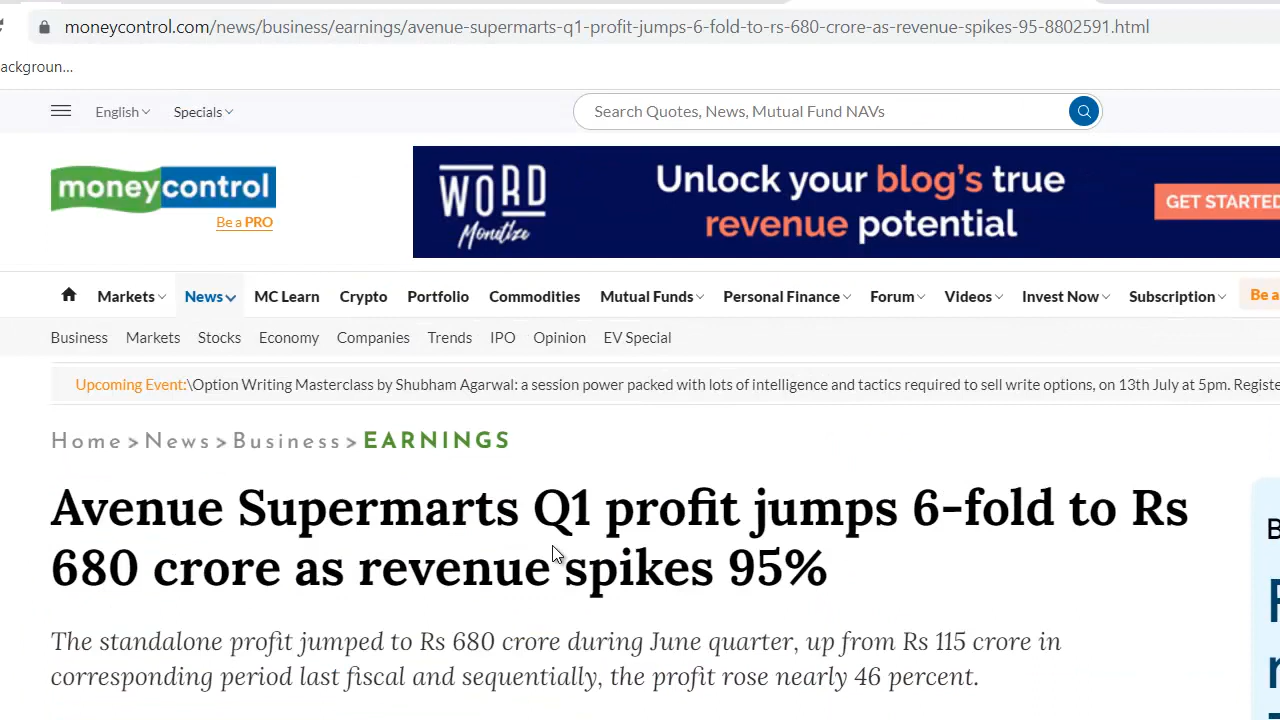 moneycontrol.com/news/business/earnings/avenue-supermarts-q1-profit-jumps-6-fold-to-rs-680-crore-as-revenue-spikes-95-8802591.html
ackgroun...
English Specials Search Quotes, News, Mutual Fund NAVs
moneycontrol
Be a PRO
WORD Monetize
Unlock your blog's true revenue potential
GET STARTED
Markets News MC Learn Crypto Portfolio Commodities Mutual Funds Personal Finance Forum Videos Invest Now Subscription Be a
Business Markets Stocks Economy Companies Trends IPO Opinion EV Special
Upcoming Event:\Option Writing Masterclass by Shubham Agarwal: a session power packed with lots of intelligence and tactics required to sell write options, on 13th July at 5pm. Registe
Home > News > Business > EARNINGS
Avenue Supermarts Q1 profit jumps 6-fold to Rs
680 crore as revenue spikes 95%
The standalone profit jumped to Rs 680 crore during June quarter, up from Rs 115 crore in
corresponding period last fiscal and sequentially, the profit rose nearly 46 percent.